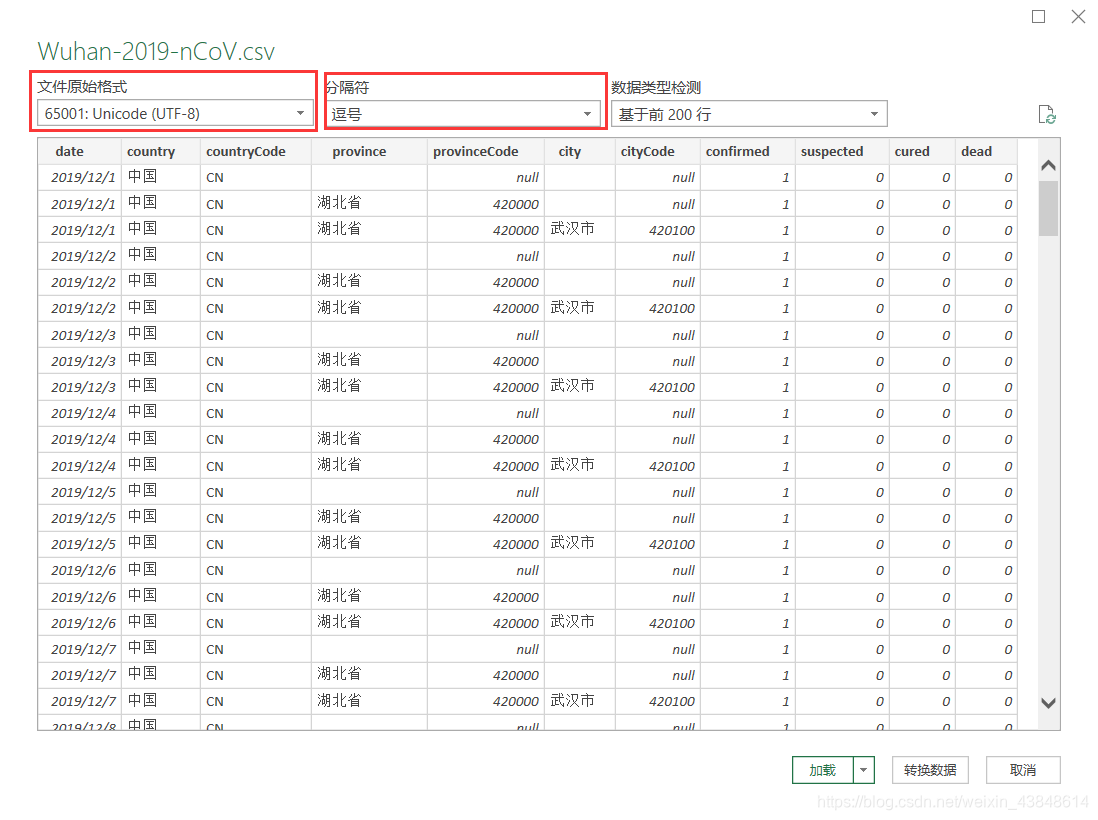 Wuhan-2019-nCoV.csv
文件原始格式 分隔符 数据类型检测
65001: Unicode (UTF-8) 逗号 基于前 200 行
date country countryCode province provinceCode city cityCode confirmed suspected cured dead
2019/12/1 中国 CN null null 1 0 0 0
2019/12/1 中国 CN 湖北省 420000 null 1 0 0 0
2019/12/1 中国 CN 湖北省 420000 武汉市 420100 1 0 0 0
2019/12/2 中国 CN null null 1 0 0 0
2019/12/2 中国 CN 湖北省 420000 null 1 0 0 0
2019/12/2 中国 CN 湖北省 420000 武汉市 420100 1 0 0 0
2019/12/3 中国 CN null null 1 0 0 0
2019/12/3 中国 CN 湖北省 420000 null 1 0 0 0
2019/12/3 中国 CN 湖北省 420000 武汉市 420100 1 0 0 0
2019/12/4 中国 CN null null 1 0 0 0
2019/12/4 中国 CN 湖北省 420000 null 1 0 0 0
2019/12/4 中国 CN 湖北省 420000 武汉市 420100 1 0 0 0
2019/12/5 中国 CN null null 1 0 0 0
2019/12/5 中国 CN 湖北省 420000 null 1 0 0 0
2019/12/5 中国 CN 湖北省 420000 武汉市 420100 1 0 0 0
2019/12/6 中国 CN null null 1 0 0 0
2019/12/6 中国 CN 湖北省 420000 null 1 0 0 0
2019/12/6 中国 CN 湖北省 420000 武汉市 420100 1 0 0 0
2019/12/7 中国 CN null null 1 0 0 0
2019/12/7 中国 CN 湖北省 420000 null 1 0 0 0
2019/12/7 中国 CN 湖北省 420000 武汉市 420100 1 0 0 0
2019/12/8 中国 CN null null 1 0 0 0
加载 转换数据 取消
https://blog.csdn.net/weixin_43848614